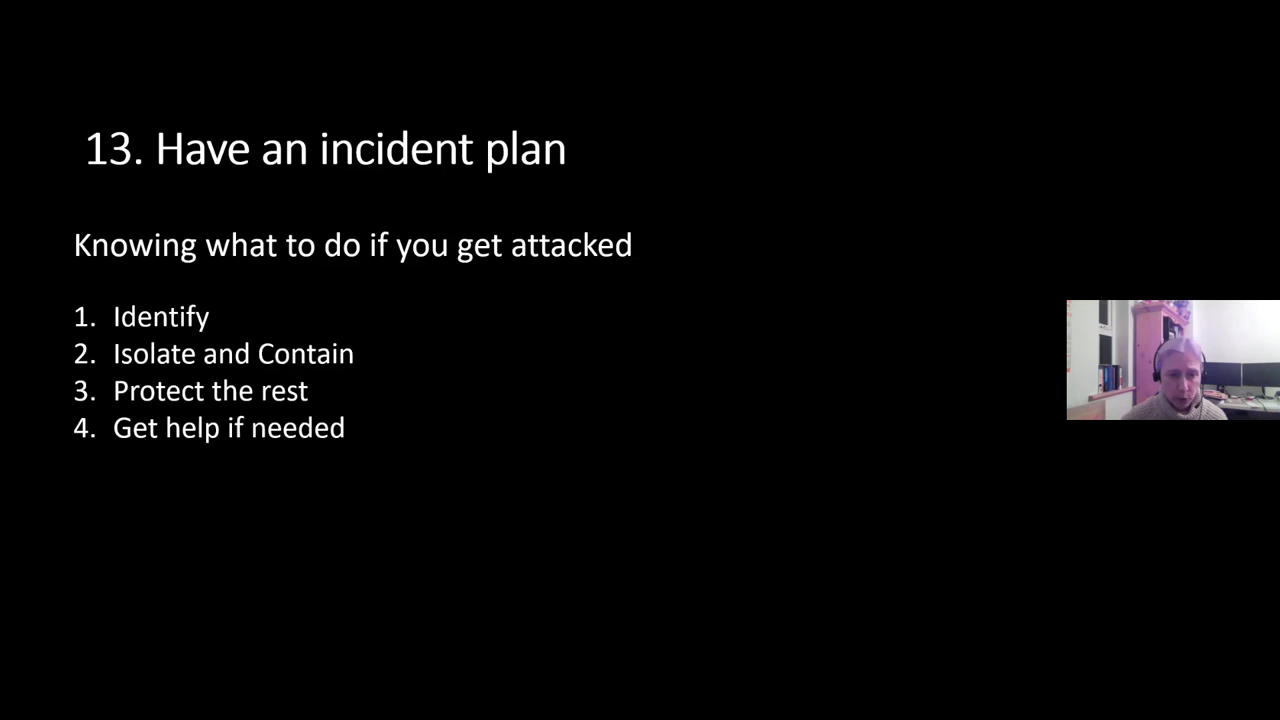 13. Have an incident plan
Knowing what to do if you get attacked
1. Identify
2. Isolate and Contain
3. Protect the rest
4. Get help if needed